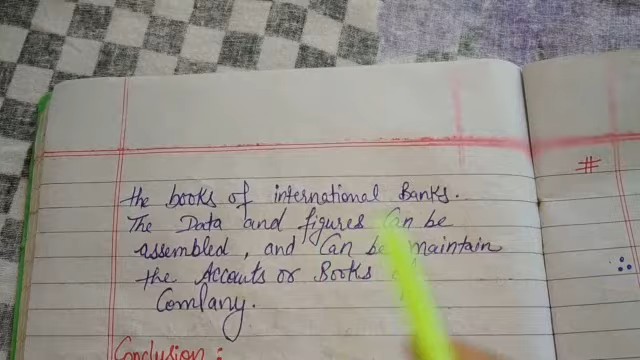 the books of international Banks.
The Data and figures Can be
assembled, and Can be maintain
the Accouts or Books
Comlany.
Conclusion:
#